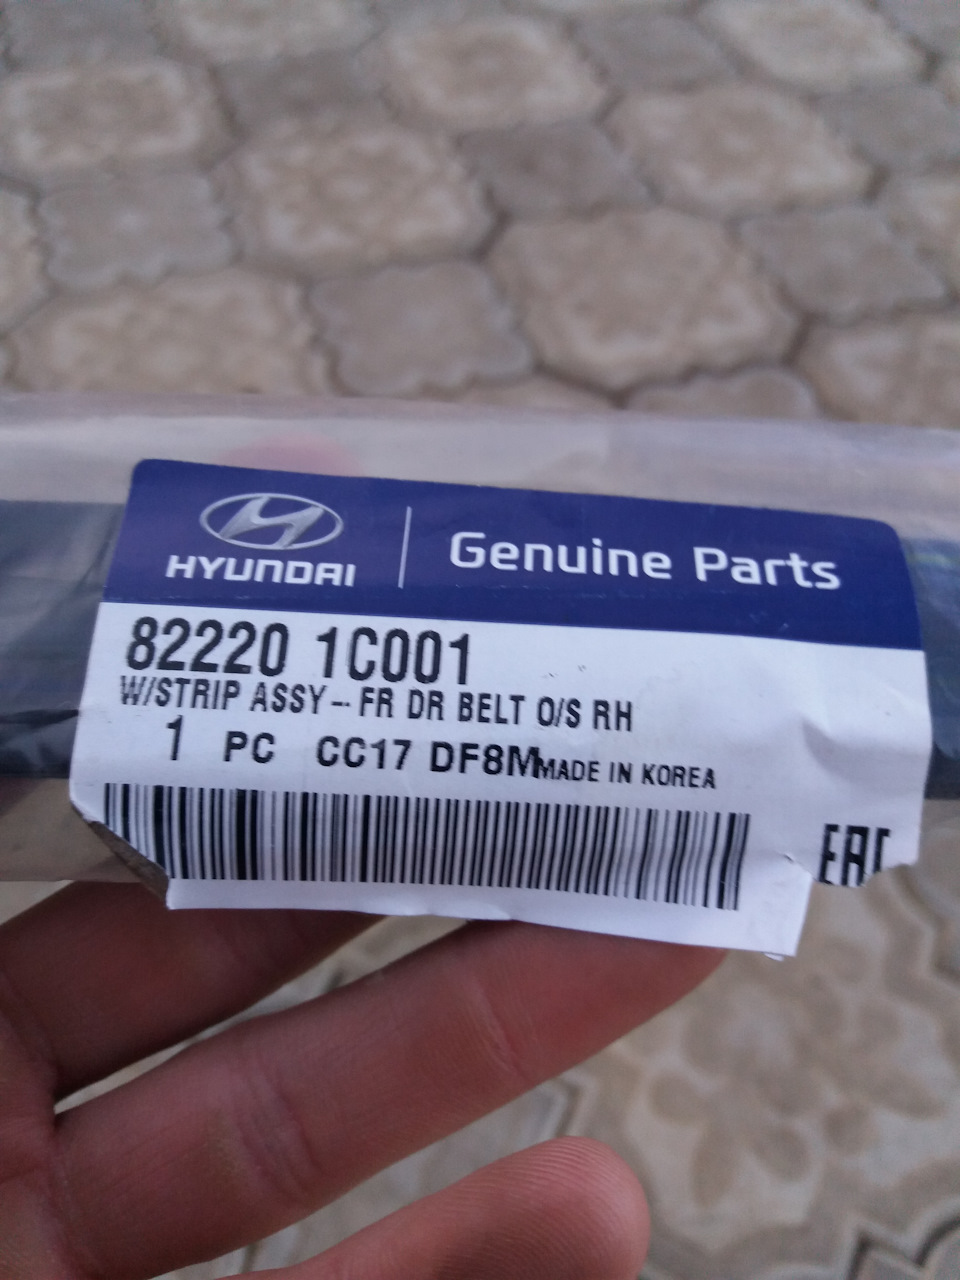 HYUNDAI
Genuine Parts
82220 1C001
W/STRIP ASSY-- FR DR BELT O/S RH
1 PC CC17 DF8M MADE IN KOREA
EAC